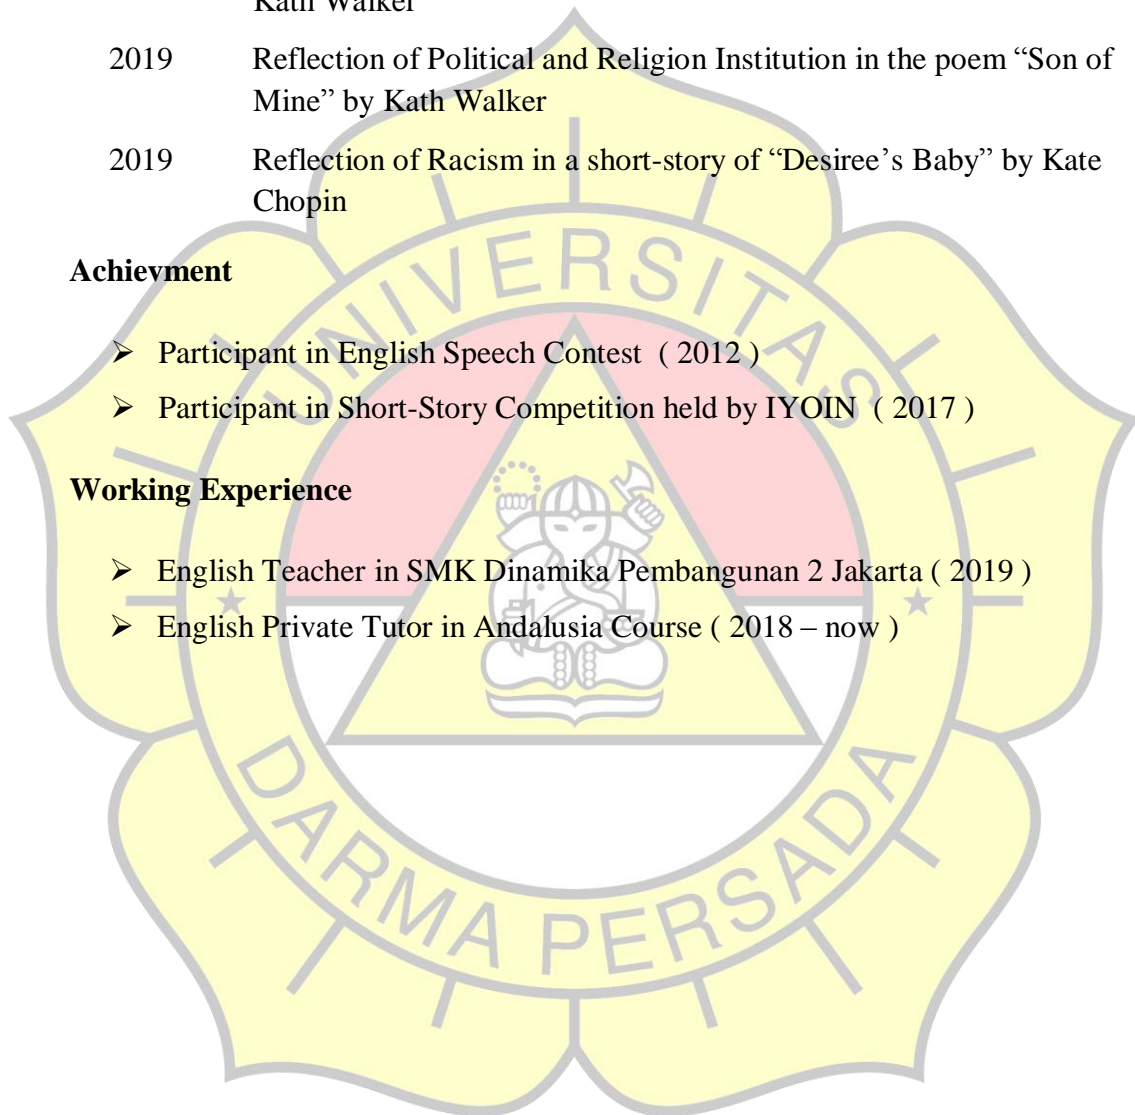 Kath Walker
2019 Reflection of Political and Religion Institution in the poem “Son of
Mine” by Kath Walker
2019 Reflection of Racism in a short-story of “Desiree’s Baby” by Kate
Chopin
Achievment
➢ Participant in English Speech Contest ( 2012 )
➢ Participant in Short-Story Competition held by IYOIN ( 2017 )
Working Experience
➢ English Teacher in SMK Dinamika Pembangunan 2 Jakarta ( 2019 )
➢ English Private Tutor in Andalusia Course ( 2018 – now )
UNIVERSITAS
DARMA PERSADA